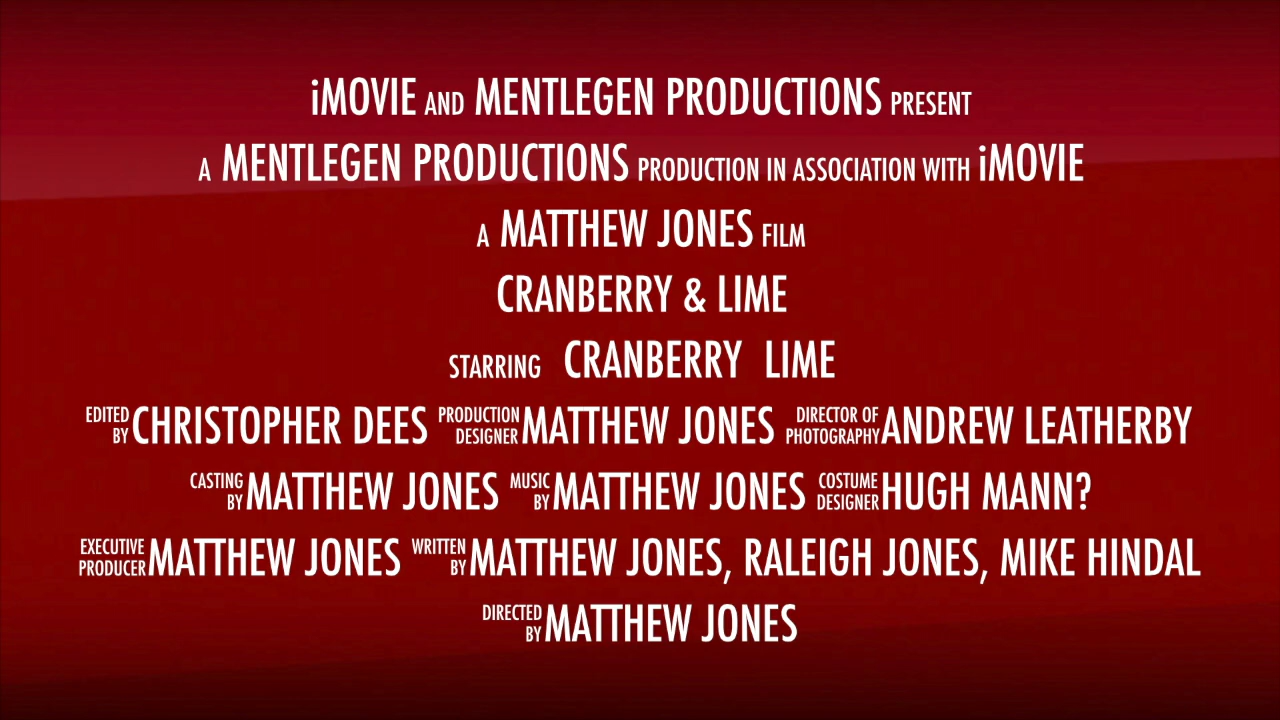 iMOVIE AND MENTLEGEN PRODUCTIONS PRESENT
A MENTLEGEN PRODUCTIONS PRODUCTION IN ASSOCIATION WITH iMOVIE
A MATTHEW JONES FILM
CRANBERRY & LIME
STARRING CRANBERRY LIME
EDITED BY CHRISTOPHER DEES PRODUCTION DESIGNER MATTHEW JONES DIRECTOR OF PHOTOGRAPHY ANDREW LEATHERBY
CASTING BY MATTHEW JONES MUSIC BY MATTHEW JONES COSTUME DESIGNER HUGH MANN?
EXECUTIVE PRODUCER MATTHEW JONES WRITTEN BY MATTHEW JONES, RALEIGH JONES, MIKE HINDAL
DIRECTED BY MATTHEW JONES